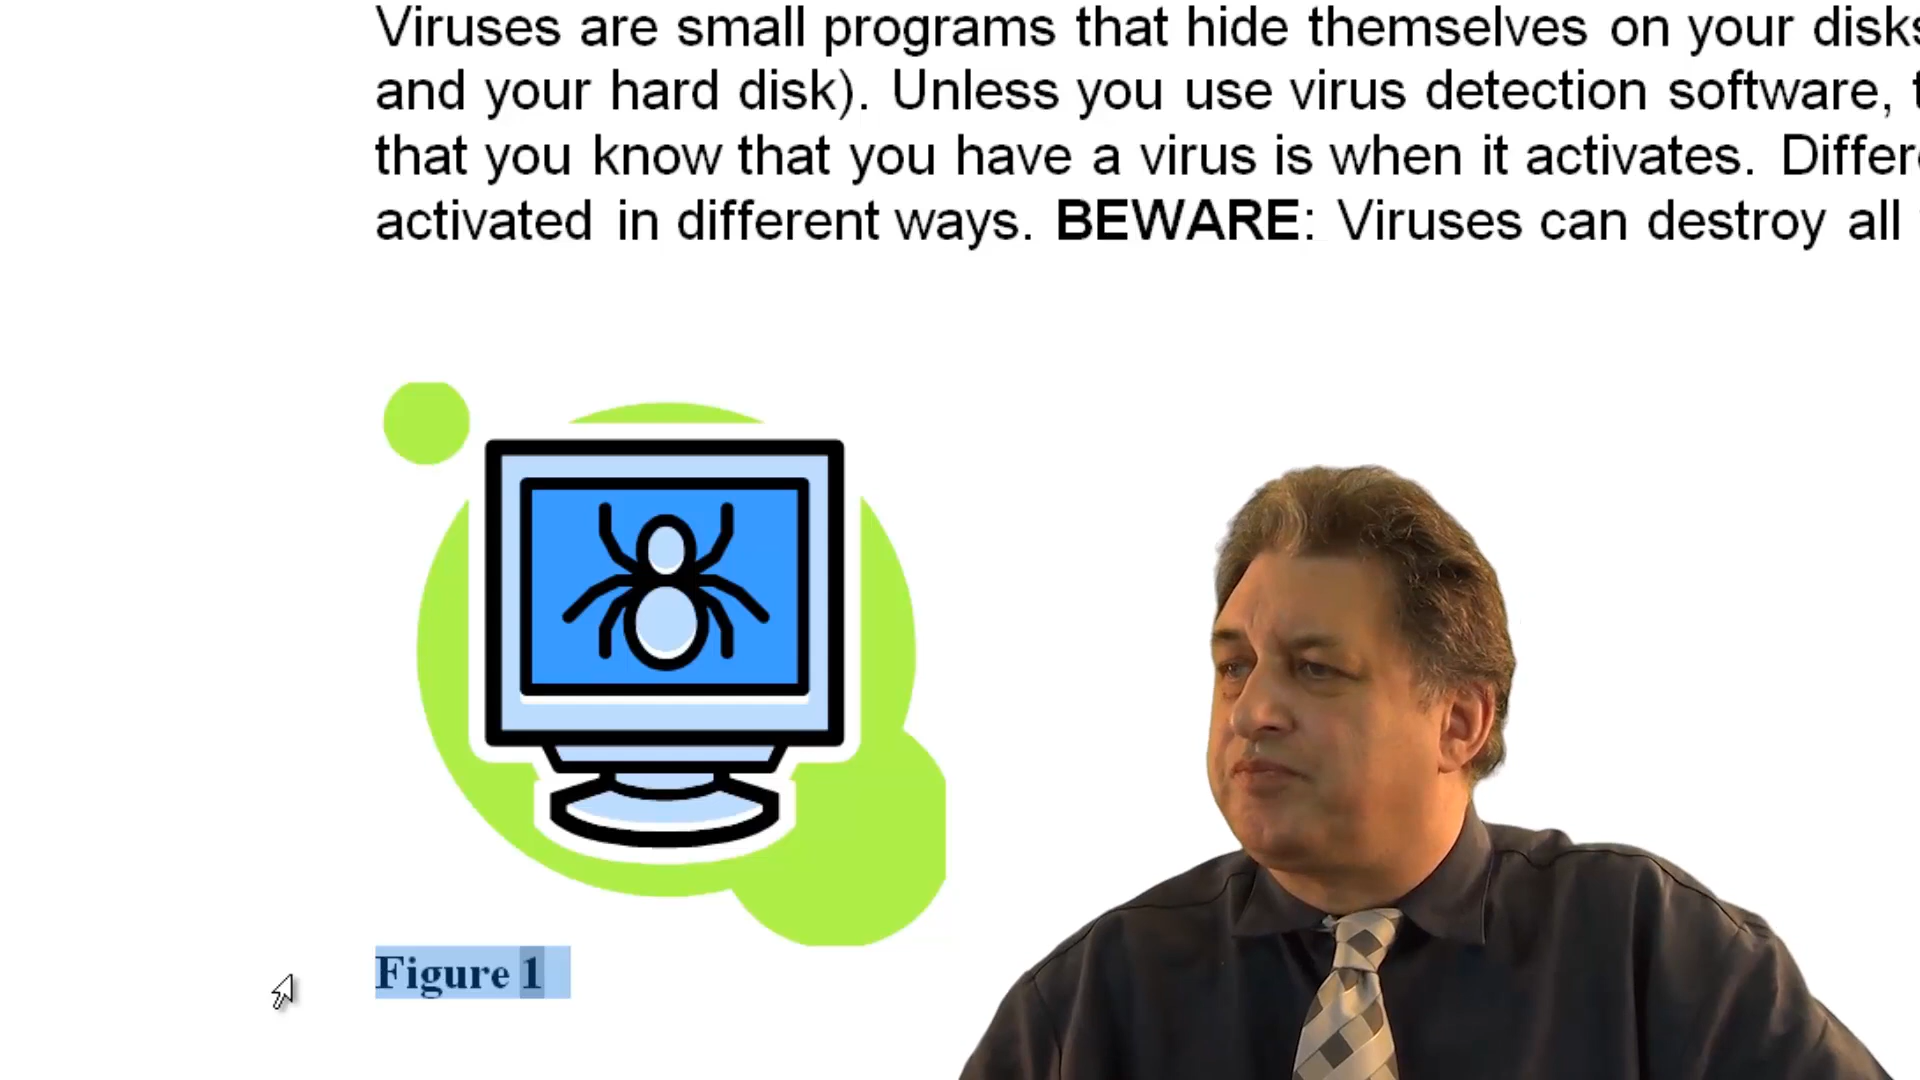 Viruses are small programs that hide themselves on your disks
and your hard disk). Unless you use virus detection software,
that you know that you have a virus is when it activates.
activated in different ways. BEWARE: Viruses can destroy all
Figure 1